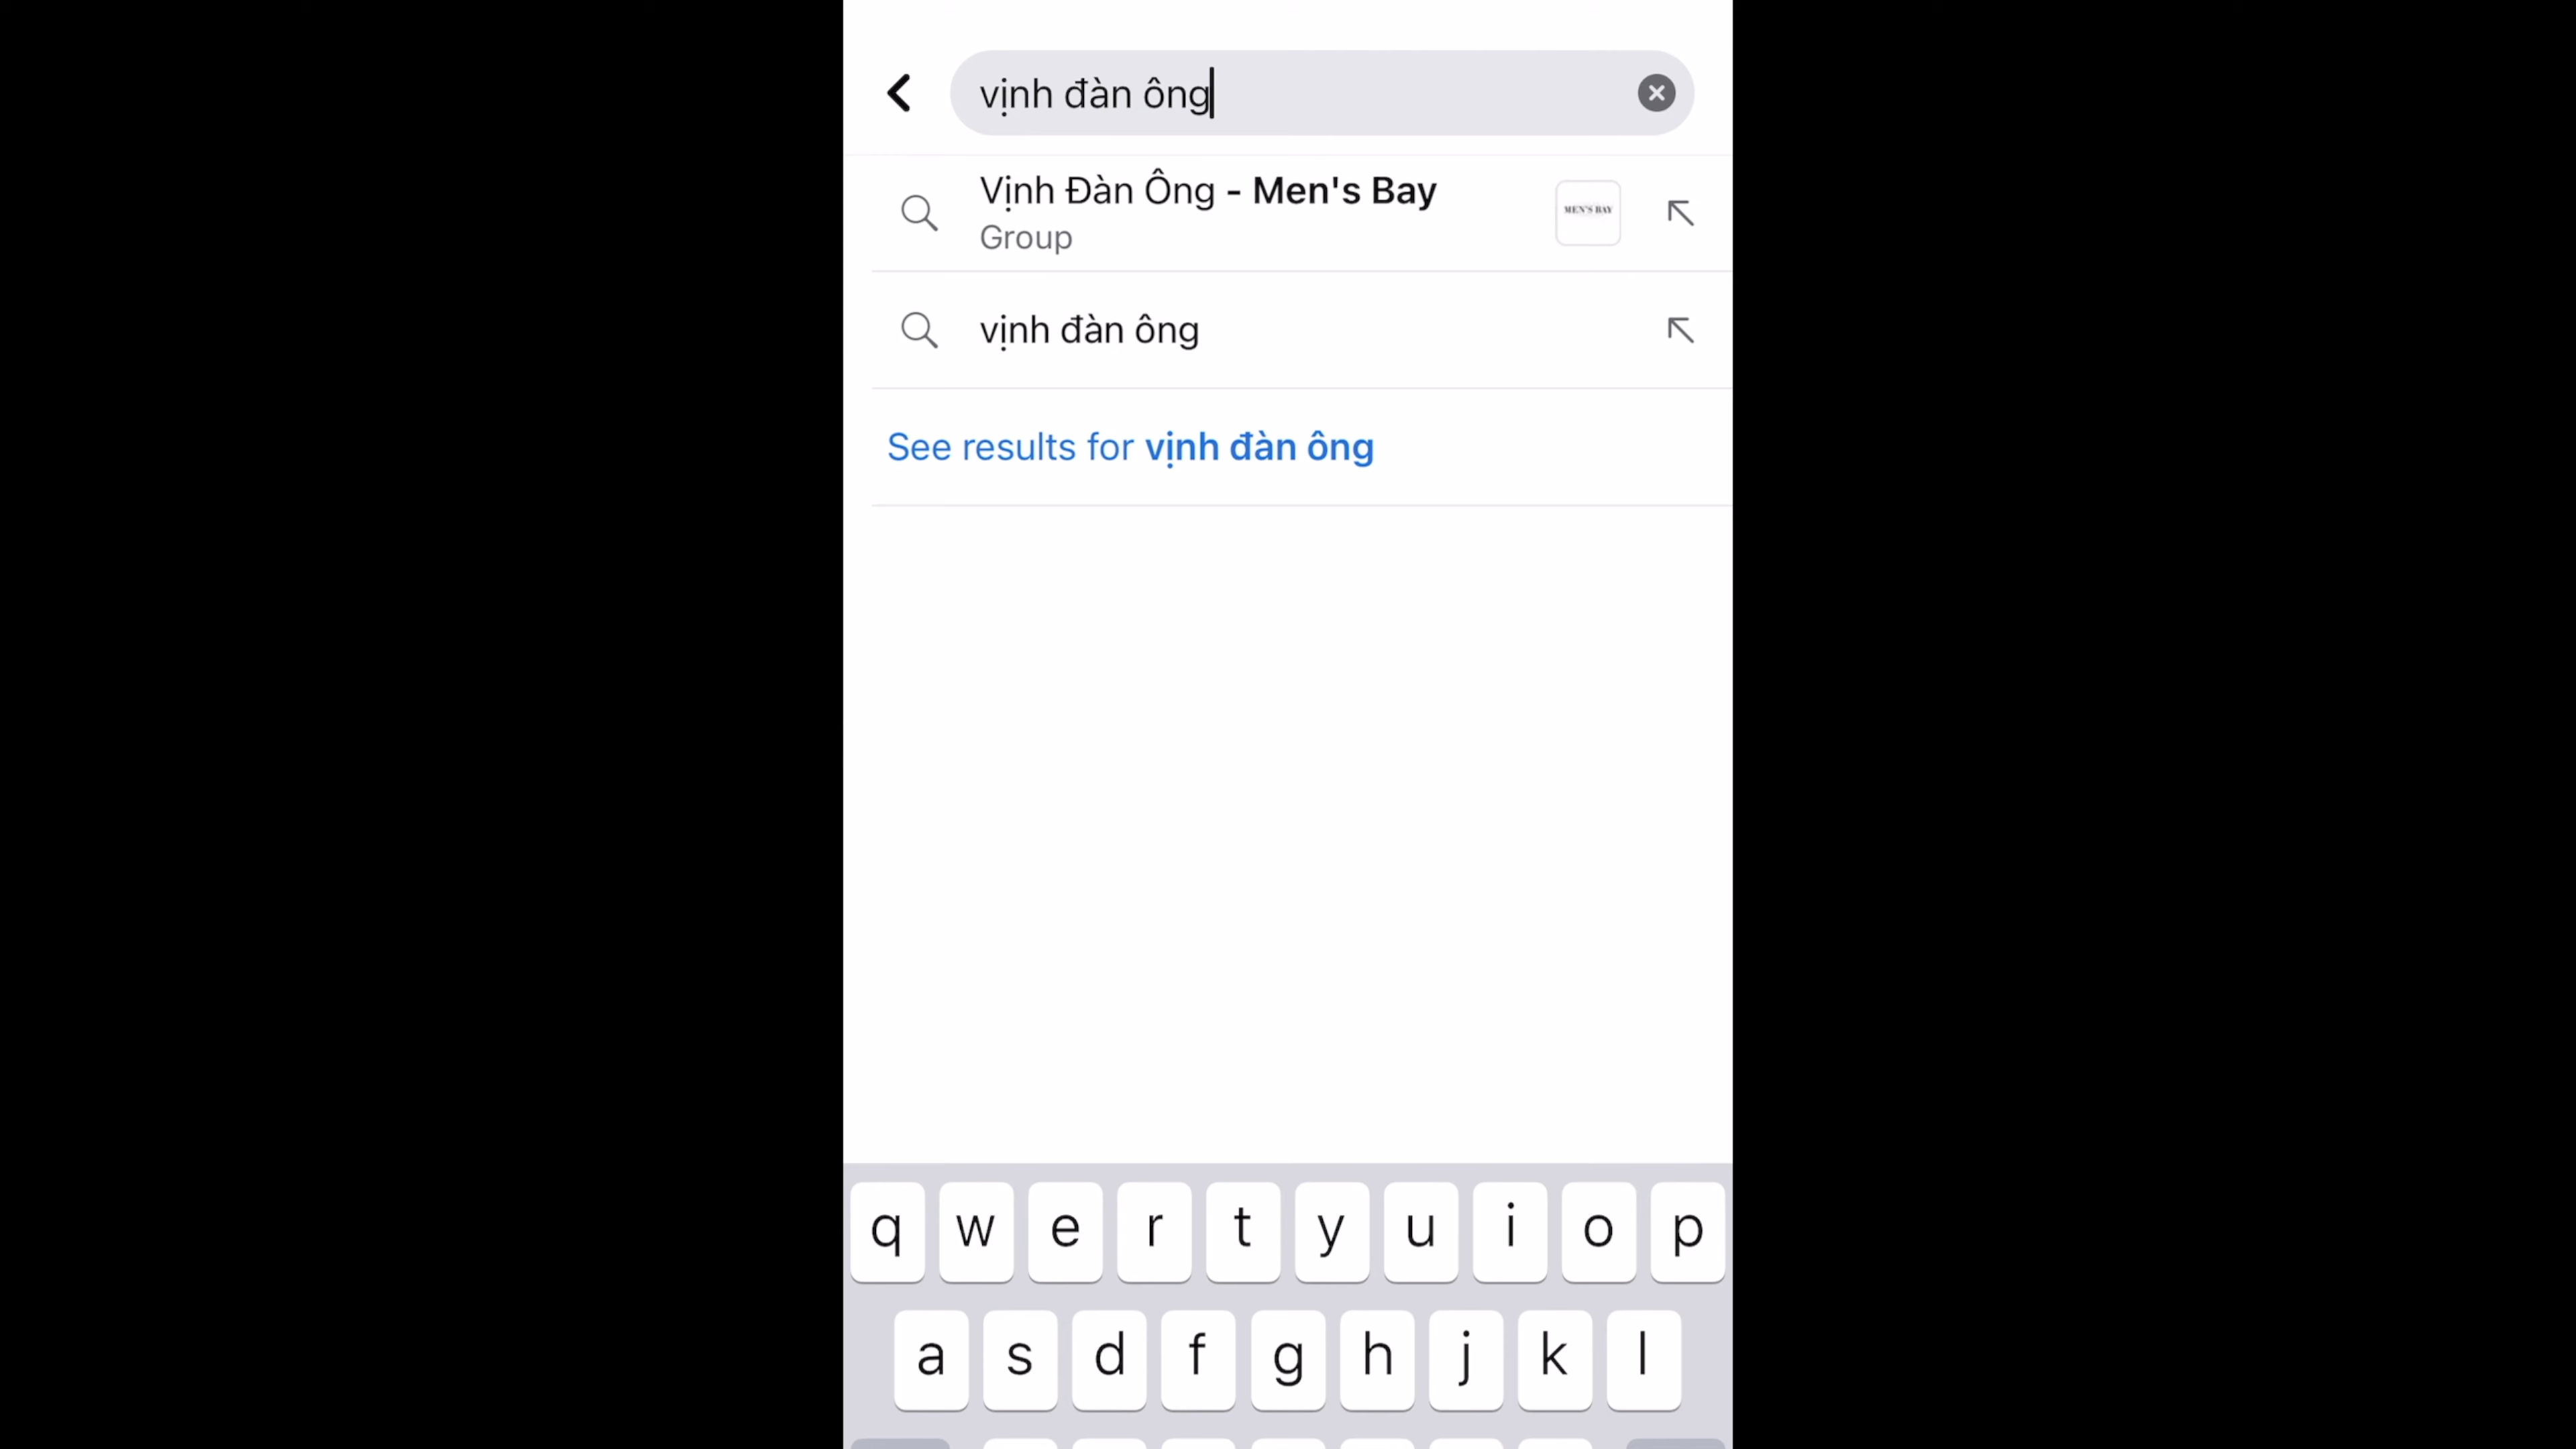 vịnh đàn ông
Vịnh Đàn Ông - Men's Bay
Group
MEN'S BAY
vịnh đàn ông
See results for vịnh đàn ông
q w e r t y u i o p
a s d f g h j k l